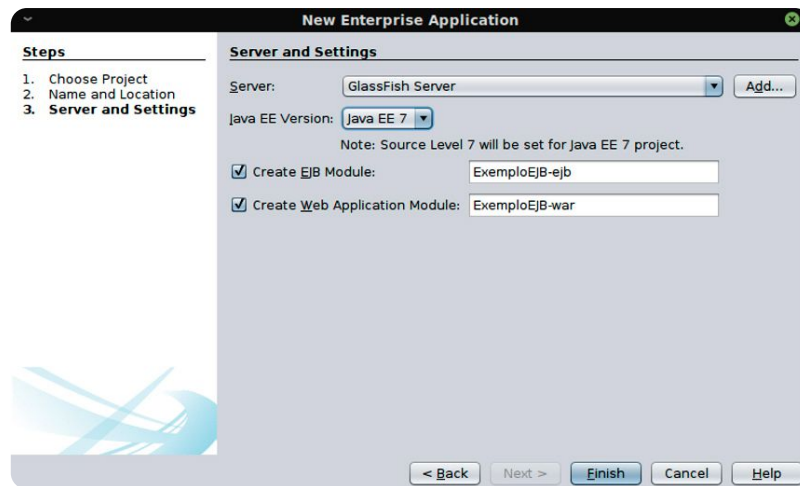 New Enterprise Application
Steps
1. Choose Project
2. Name and Location
3. Server and Settings
Server and Settings
Server: GlassFish Server Add...
Java EE Version: Java EE 7
Note: Source Level 7 will be set for Java EE 7 project.
Create EJB Module: ExemploEJB-ejb
Create Web Application Module: ExemploEJB-war
< Back Next > Finish Cancel Help